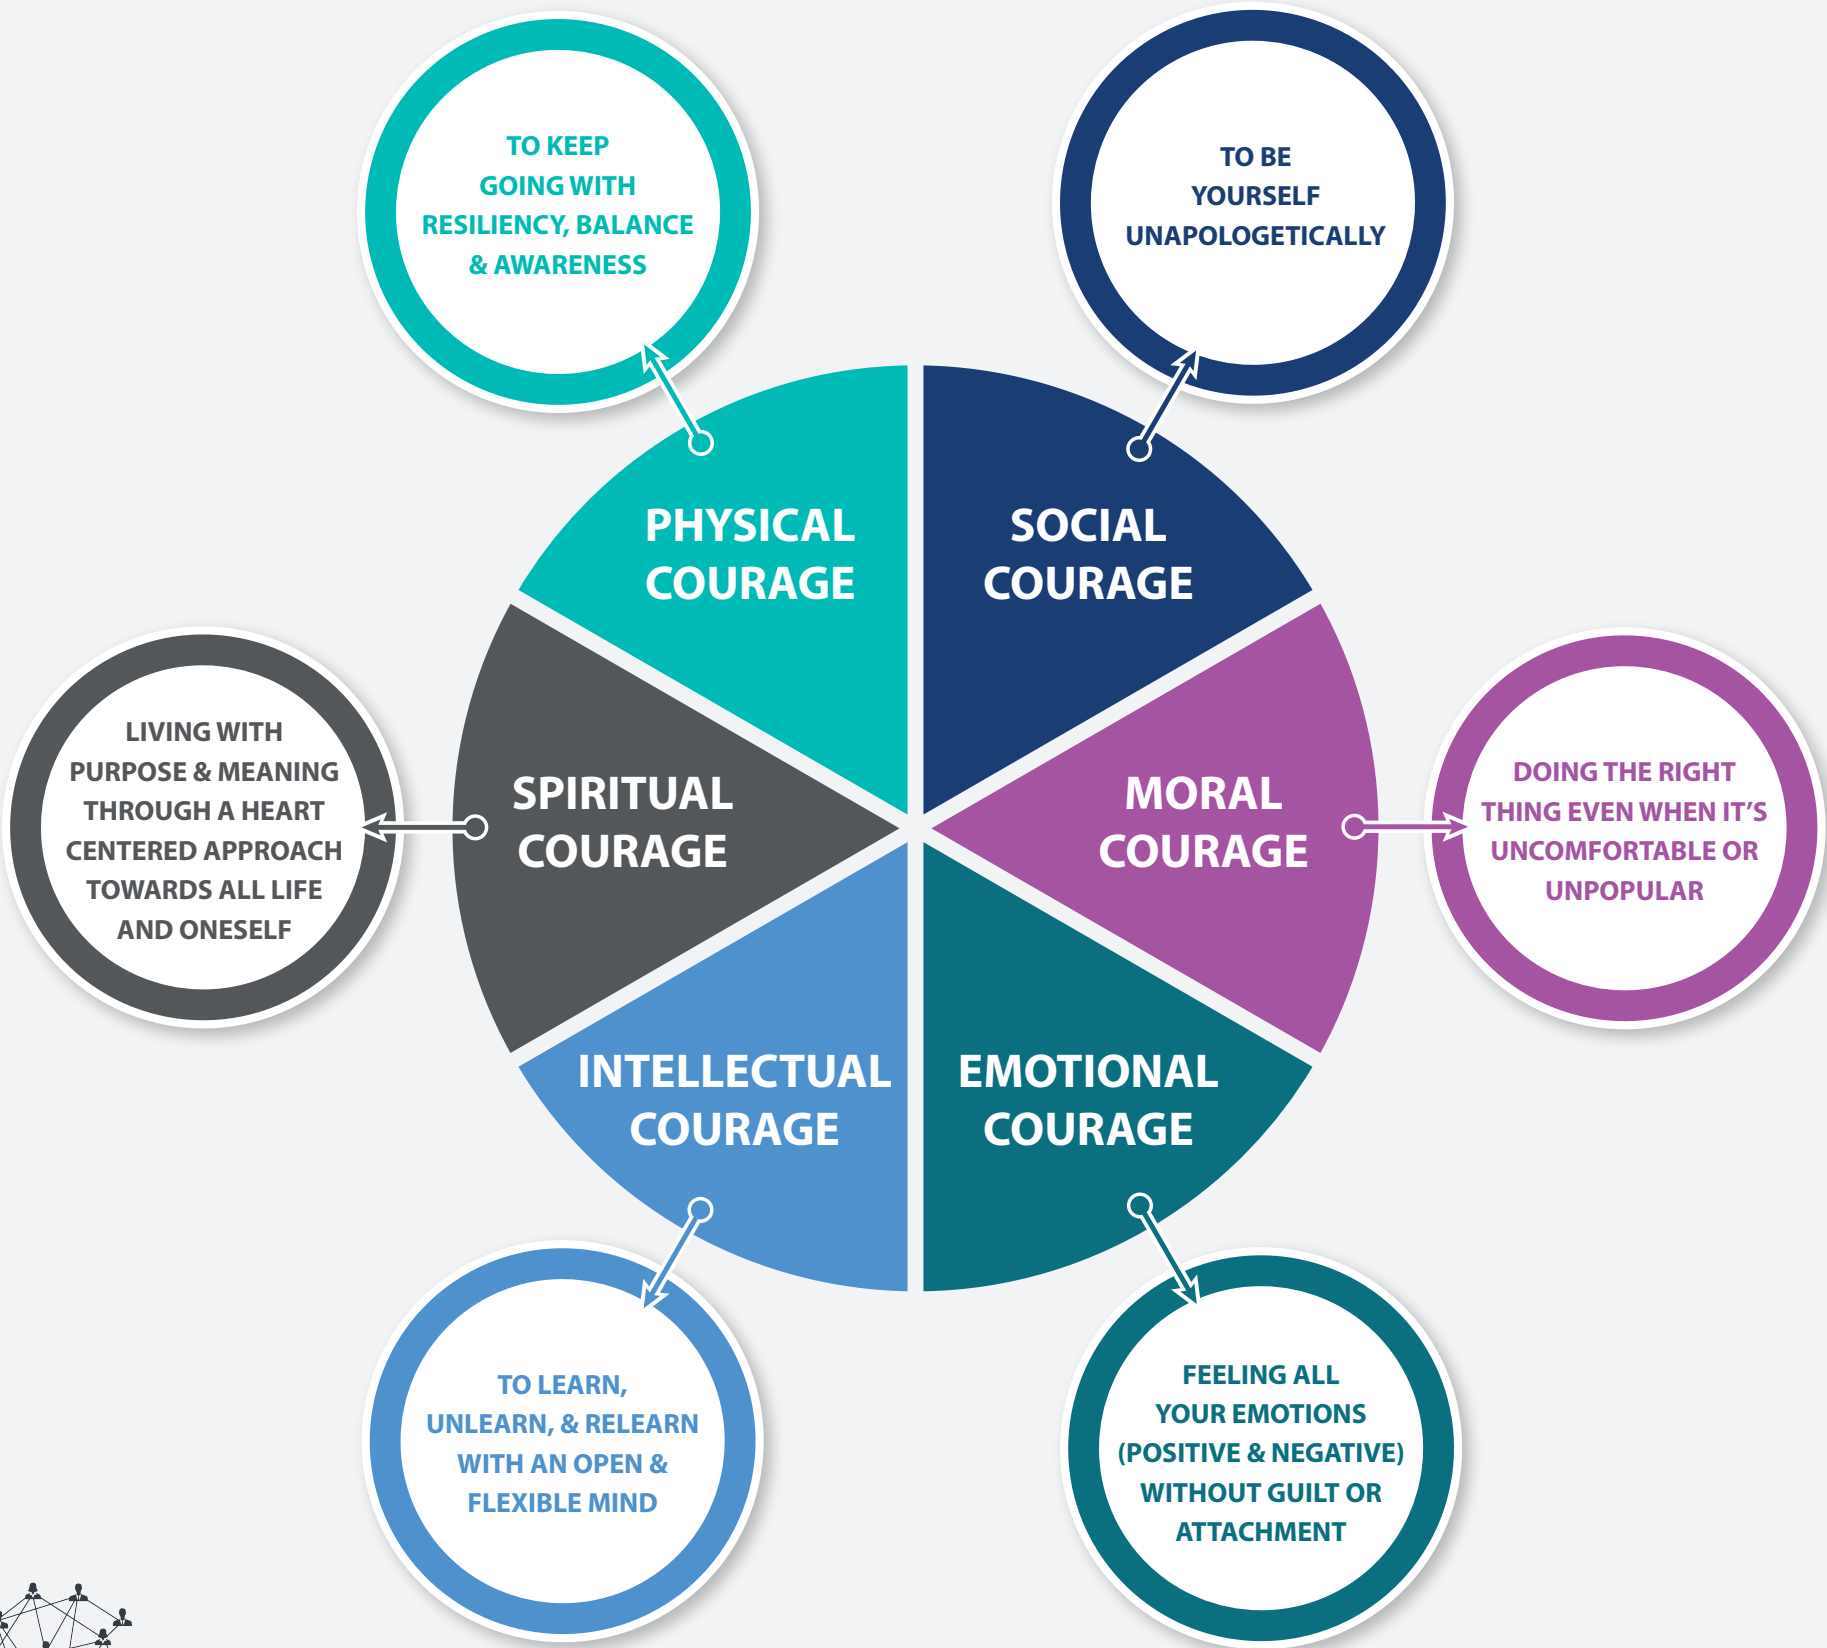 TO KEEP
GOING WITH
RESILIENCY, BALANCE
& AWARENESS
TO BE
YOURSELF
UNAPOLOGETICALLY
PHYSICAL
COURAGE
SOCIAL
COURAGE
LIVING WITH
PURPOSE & MEANING
THROUGH A HEART
CENTERED APPROACH
TOWARDS ALL LIFE
AND ONESELF
SPIRITUAL
COURAGE
MORAL
COURAGE
DOING THE RIGHT
THING EVEN WHEN IT’S
UNCOMFORTABLE OR
UNPOPULAR
INTELLECTUAL
COURAGE
EMOTIONAL
COURAGE
TO LEARN,
UNLEARN, & RELEARN
WITH AN OPEN &
FLEXIBLE MIND
FEELING ALL
YOUR EMOTIONS
(POSITIVE & NEGATIVE)
WITHOUT GUILT OR
ATTACHMENT